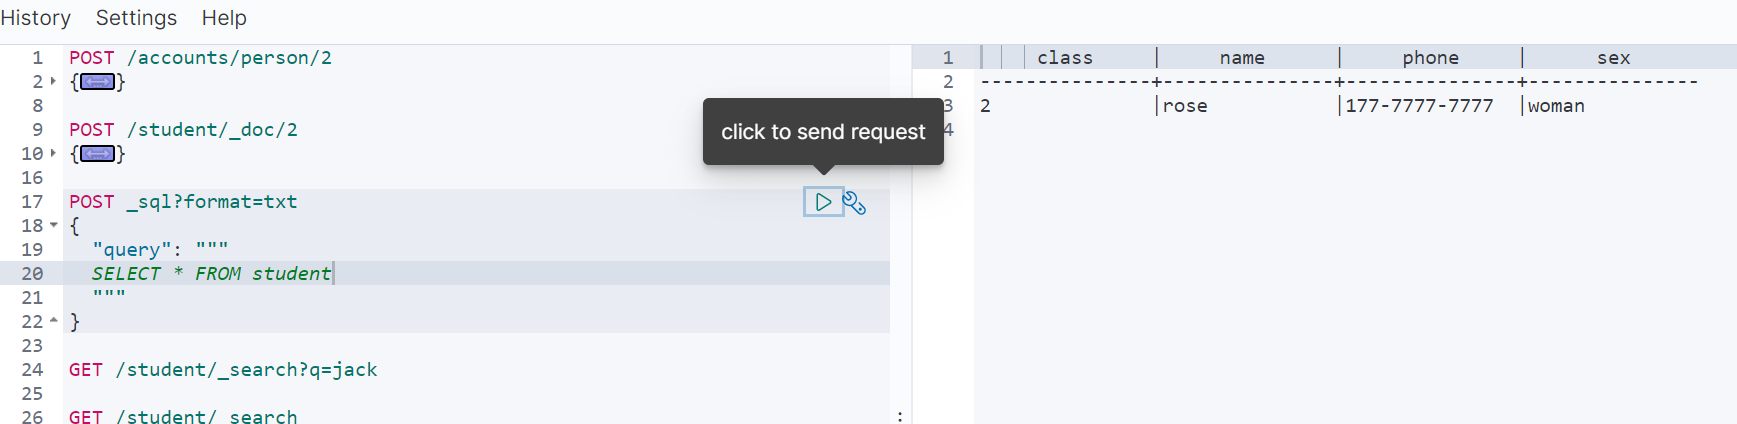 History Settings Help
1 POST /accounts/person/2
2 {}
8
9 POST /student/_doc/2
10 {}
16
17 POST _sql?format=txt
18 {
19 "query": """
20 SELECT * FROM student
21 """
22 }
23
24 GET /student/_search?q=jack
25
26 GET /student/_search
click to send request
1 class | name | phone | sex
2 ---------------+---------------+---------------+---------------
3 2 |rose |177-7777-7777 |woman
4